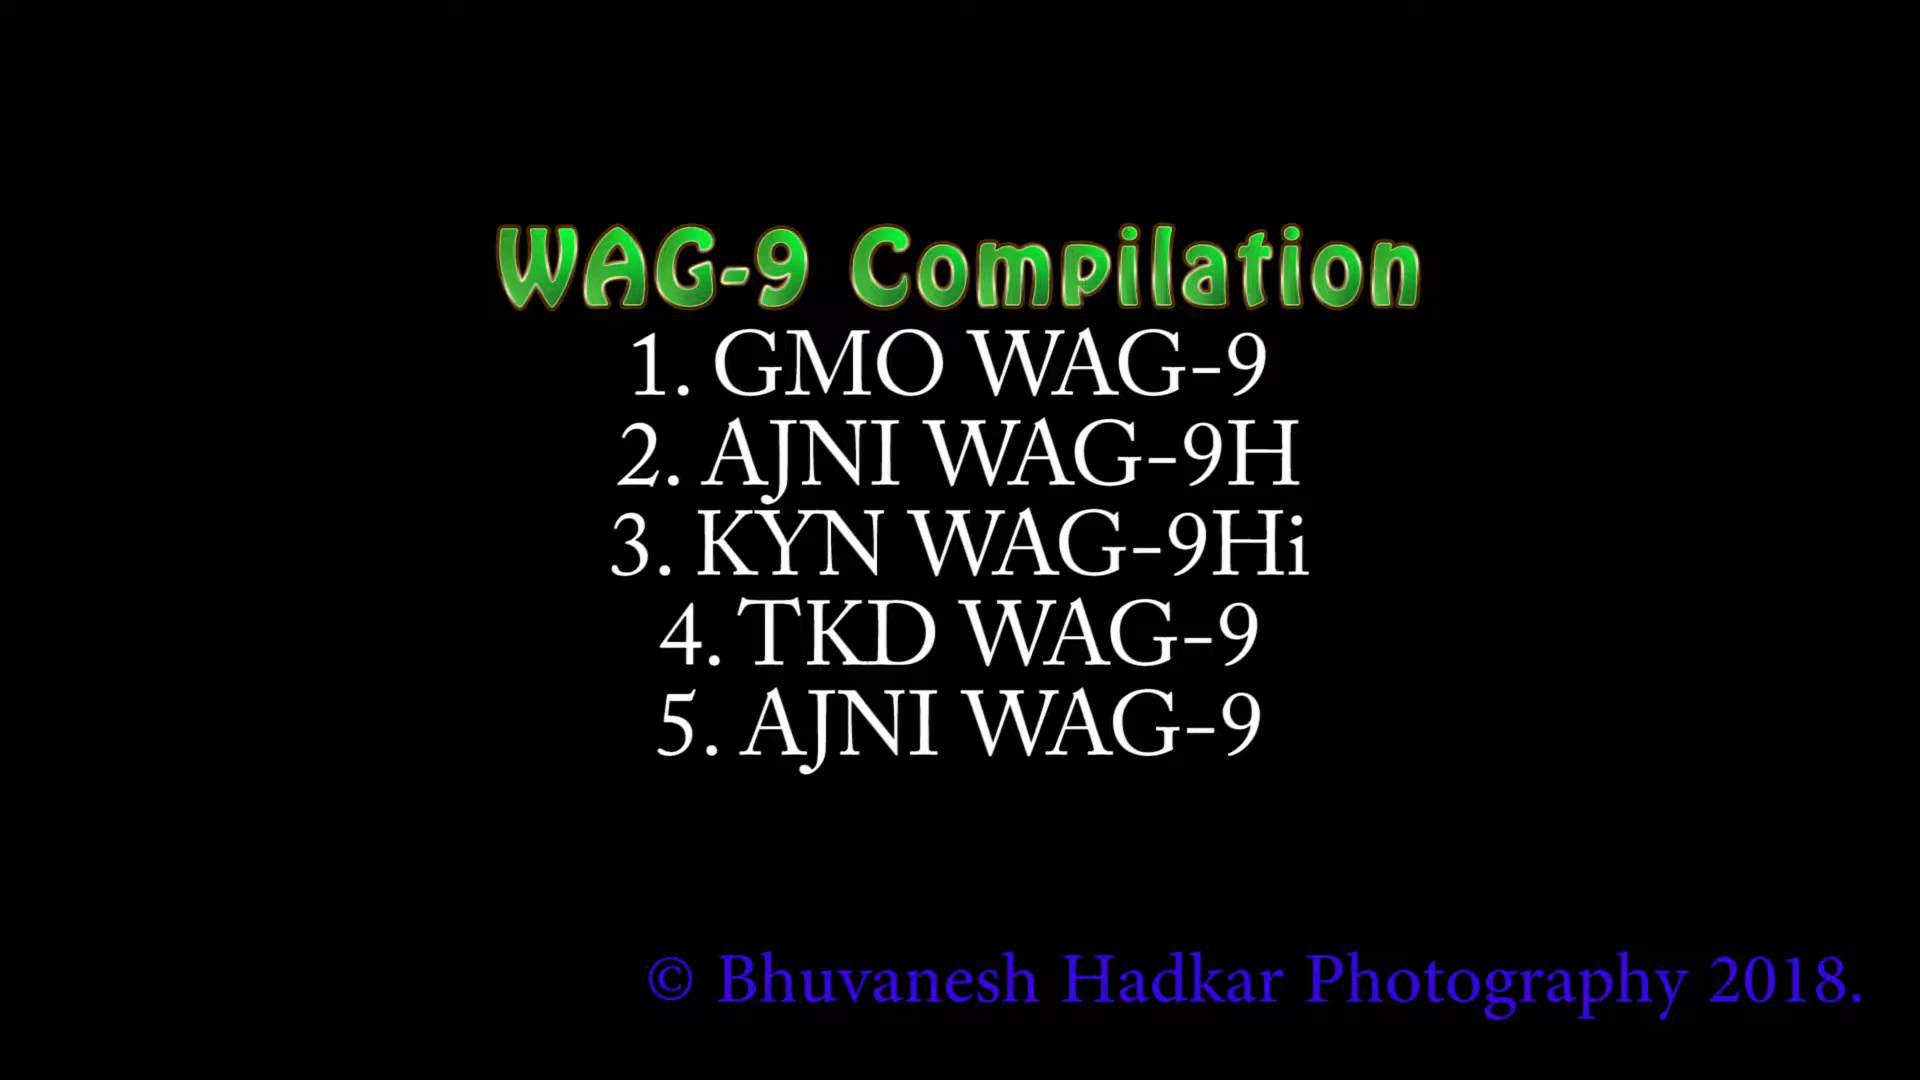 WAG-9 Compilation
1. GMO WAG-9
2. AJNI WAG-9H
3. KYN WAG-9Hi
4. TKD WAG-9
5. AJNI WAG-9
© Bhuvanesh Hadkar Photography 2018.